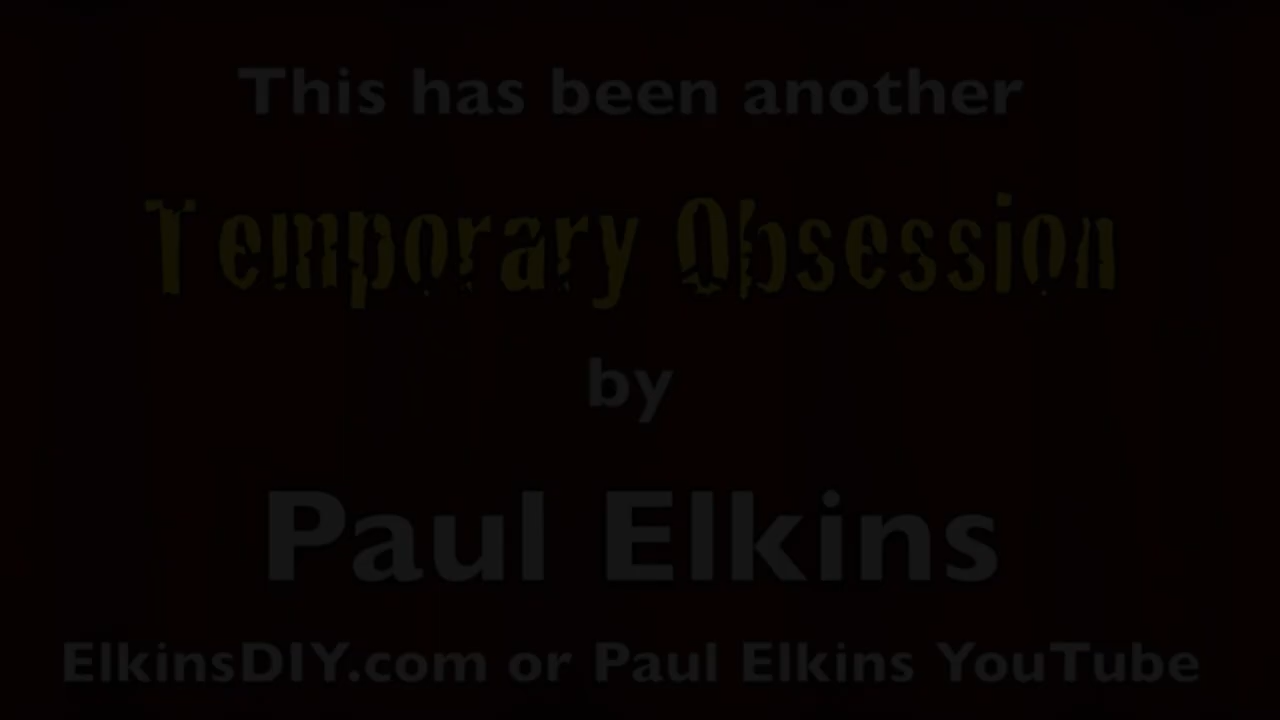 This has been another
Temporary Obsession
by
Paul Elkins
ElkinsDIY.com or Paul Elkins YouTube